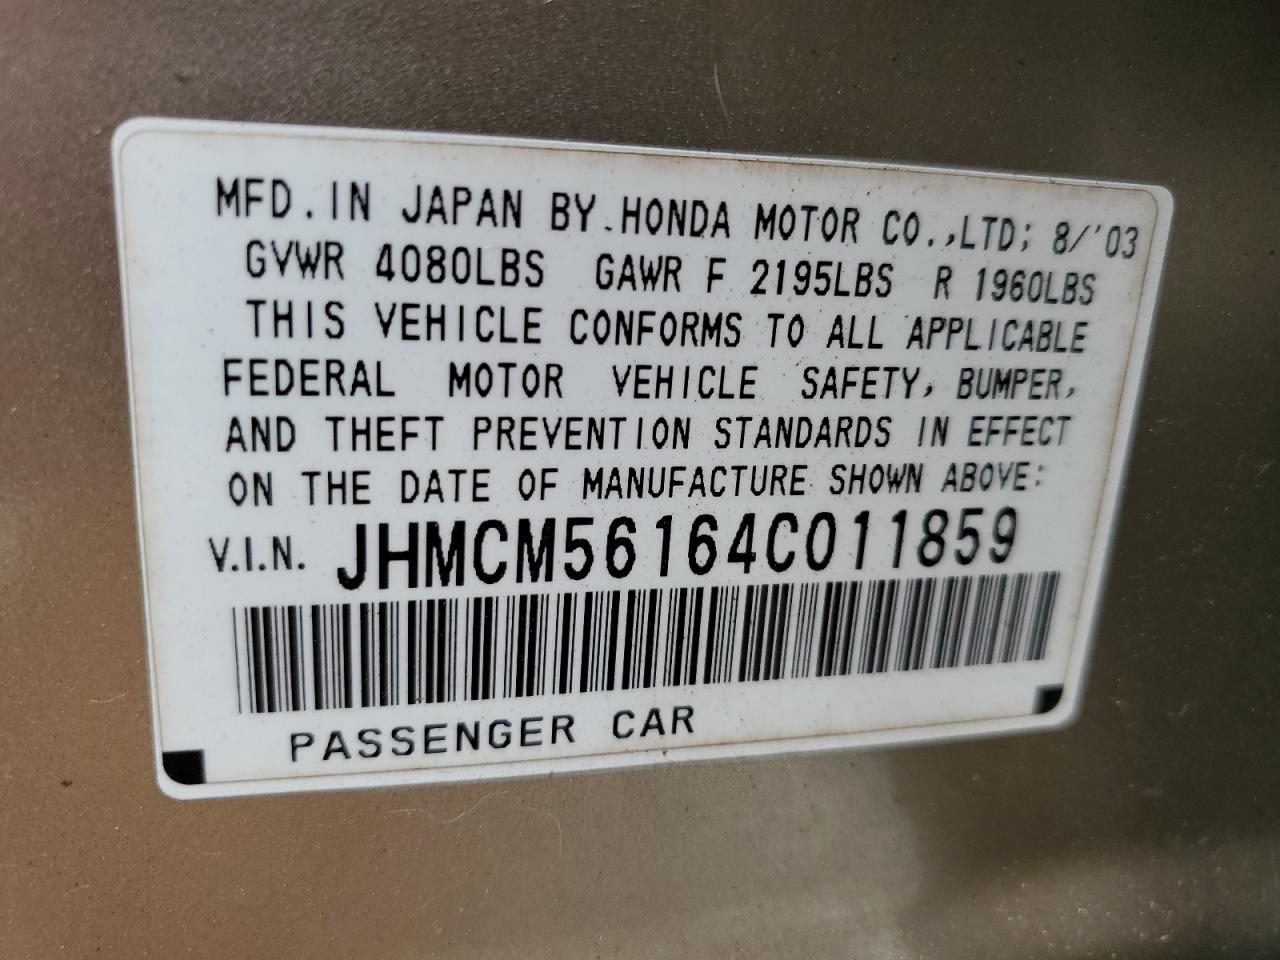 MFD. IN JAPAN BY HONDA MOTOR CO., LTD; 8/'03
GVWR 4080LBS GAWR F 2195LBS R 1960LBS
THIS VEHICLE CONFORMS TO ALL APPLICABLE
FEDERAL MOTOR VEHICLE SAFETY, BUMPER,
AND THEFT PREVENTION STANDARDS IN EFFECT
ON THE DATE OF MANUFACTURE SHOWN ABOVE:
V.I.N. JHMCM56164C011859
PASSENGER CAR